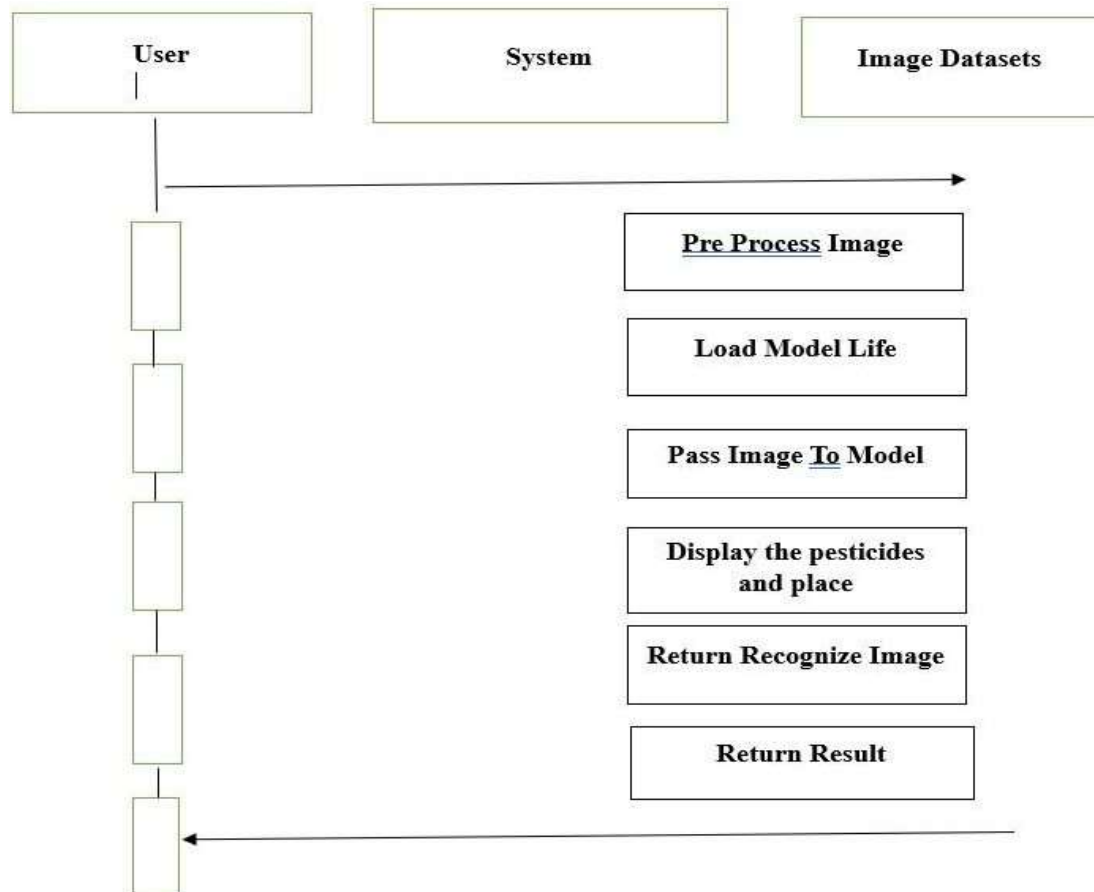 User
System
Image Datasets
Pre Process Image
Load Model Life
Pass Image To Model
Display the pesticides
and place
Return Recognize Image
Return Result